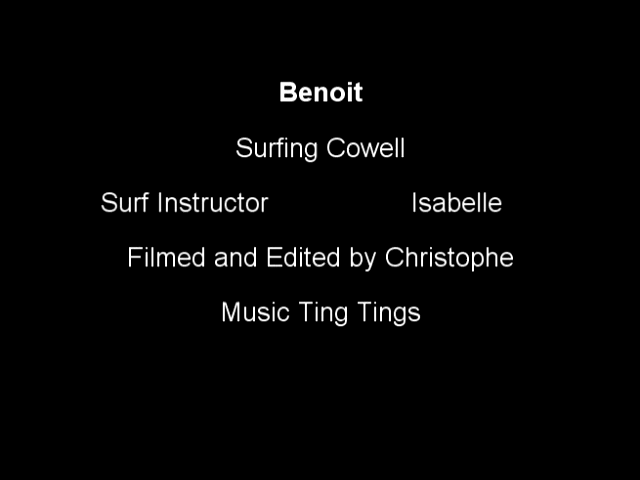 Benoit
Surfing Cowell
Surf Instructor Isabelle
Filmed and Edited by Christophe
Music Ting Tings